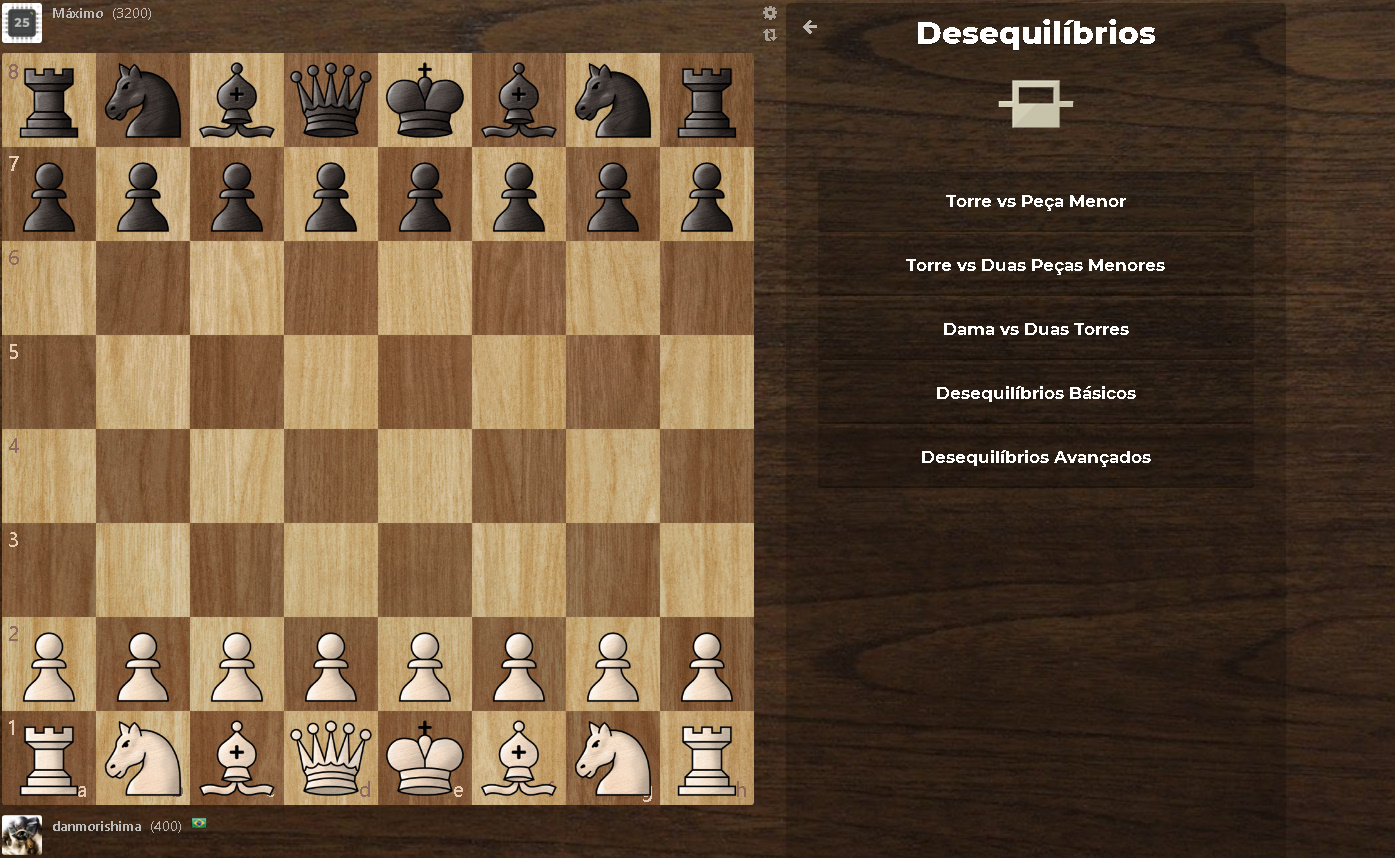 25
Máximo (3200)
8
7
6
5
4
3
2
1
a
d
e
g
h
danmorishima (400)
Desequilíbrios
Torre vs Peça Menor
Torre vs Duas Peças Menores
Dama vs Duas Torres
Desequilíbrios Básicos
Desequilíbrios Avançados